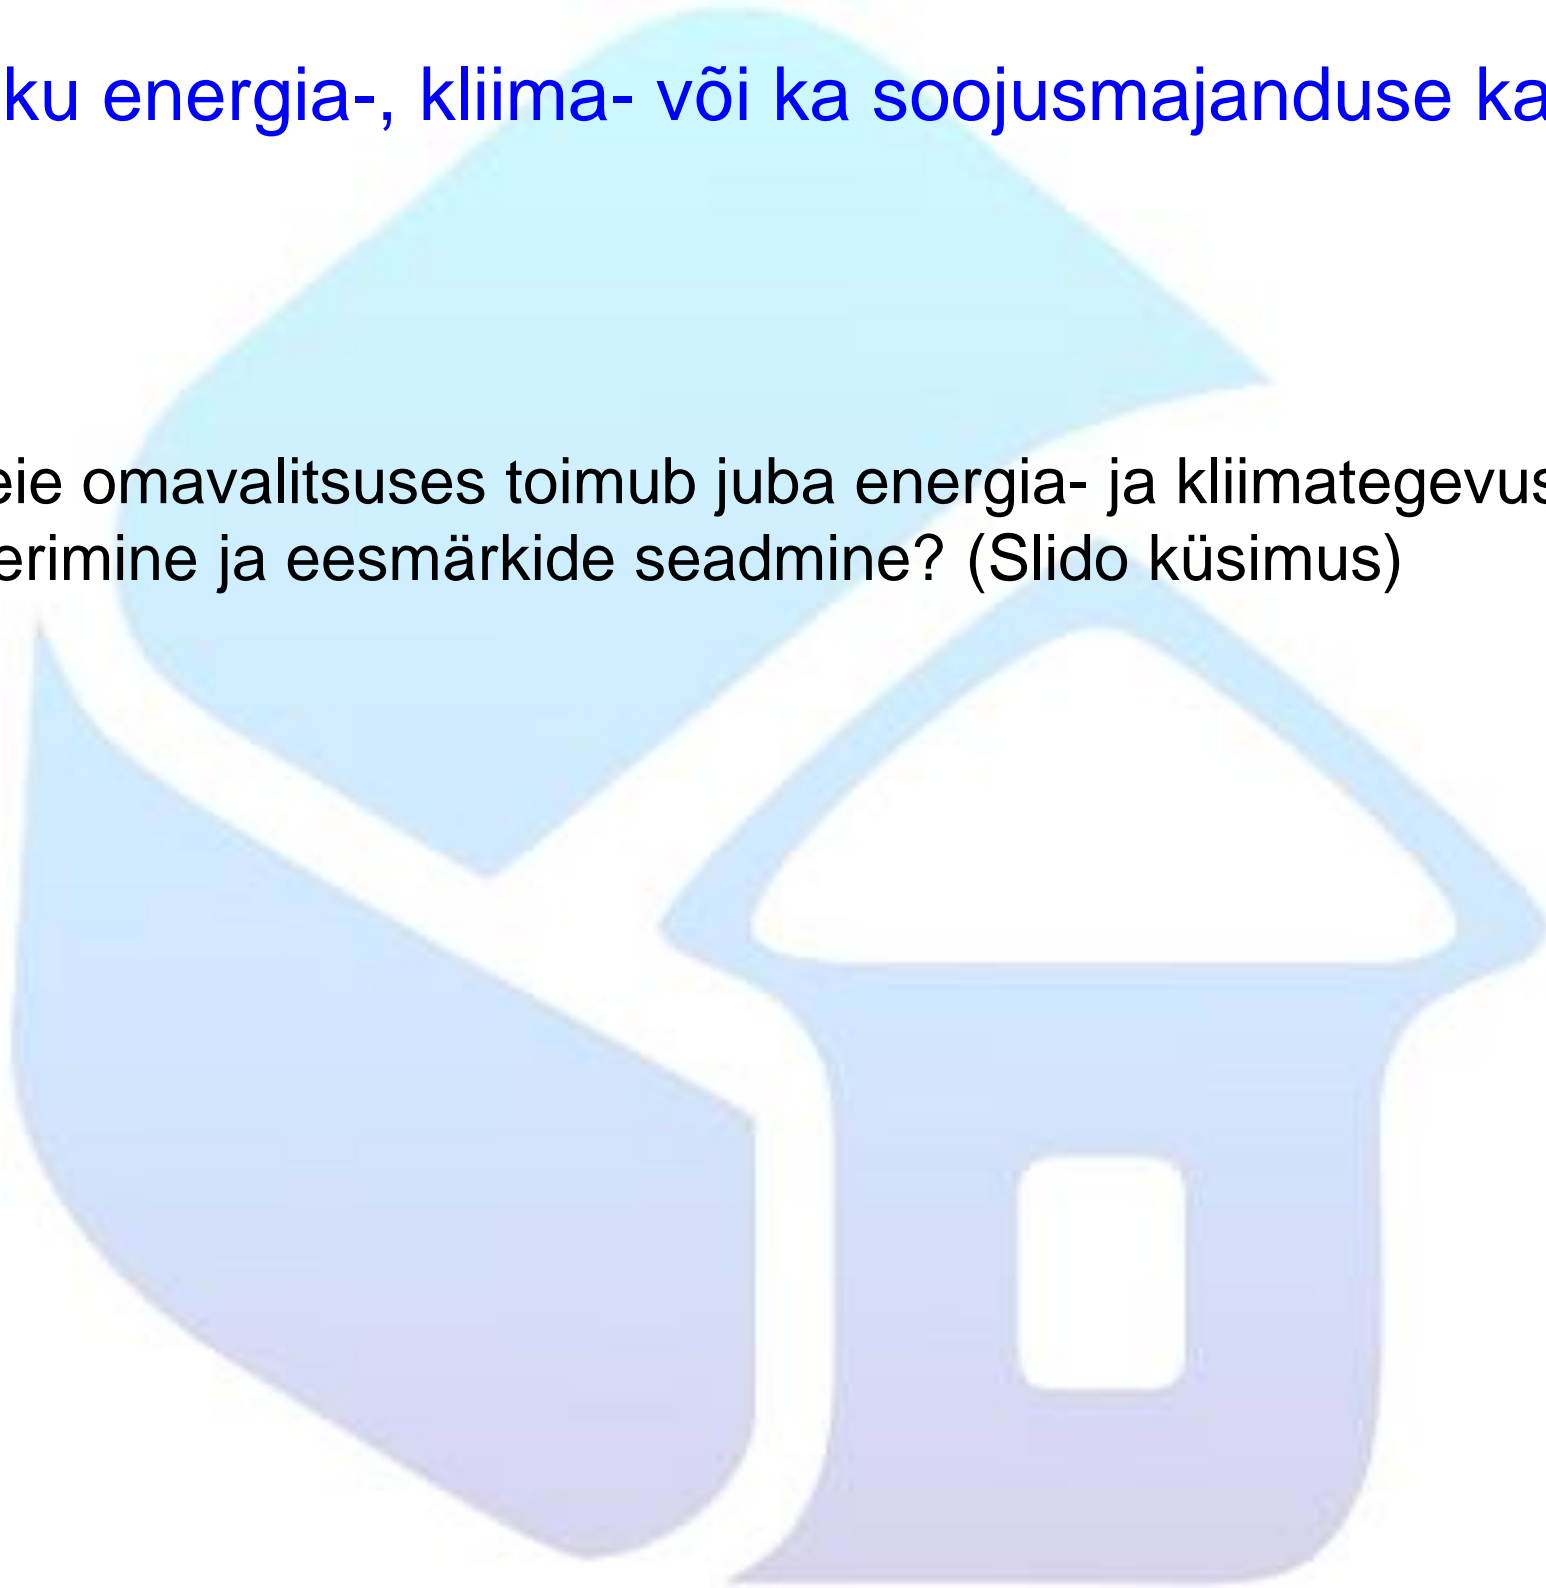 ku energia-, kliima- või ka soojusmajanduse ka
eie omavalitsuses toimub juba energia- ja kliimategevus
erimine ja eesmärkide seadmine? (Slido küsimus)